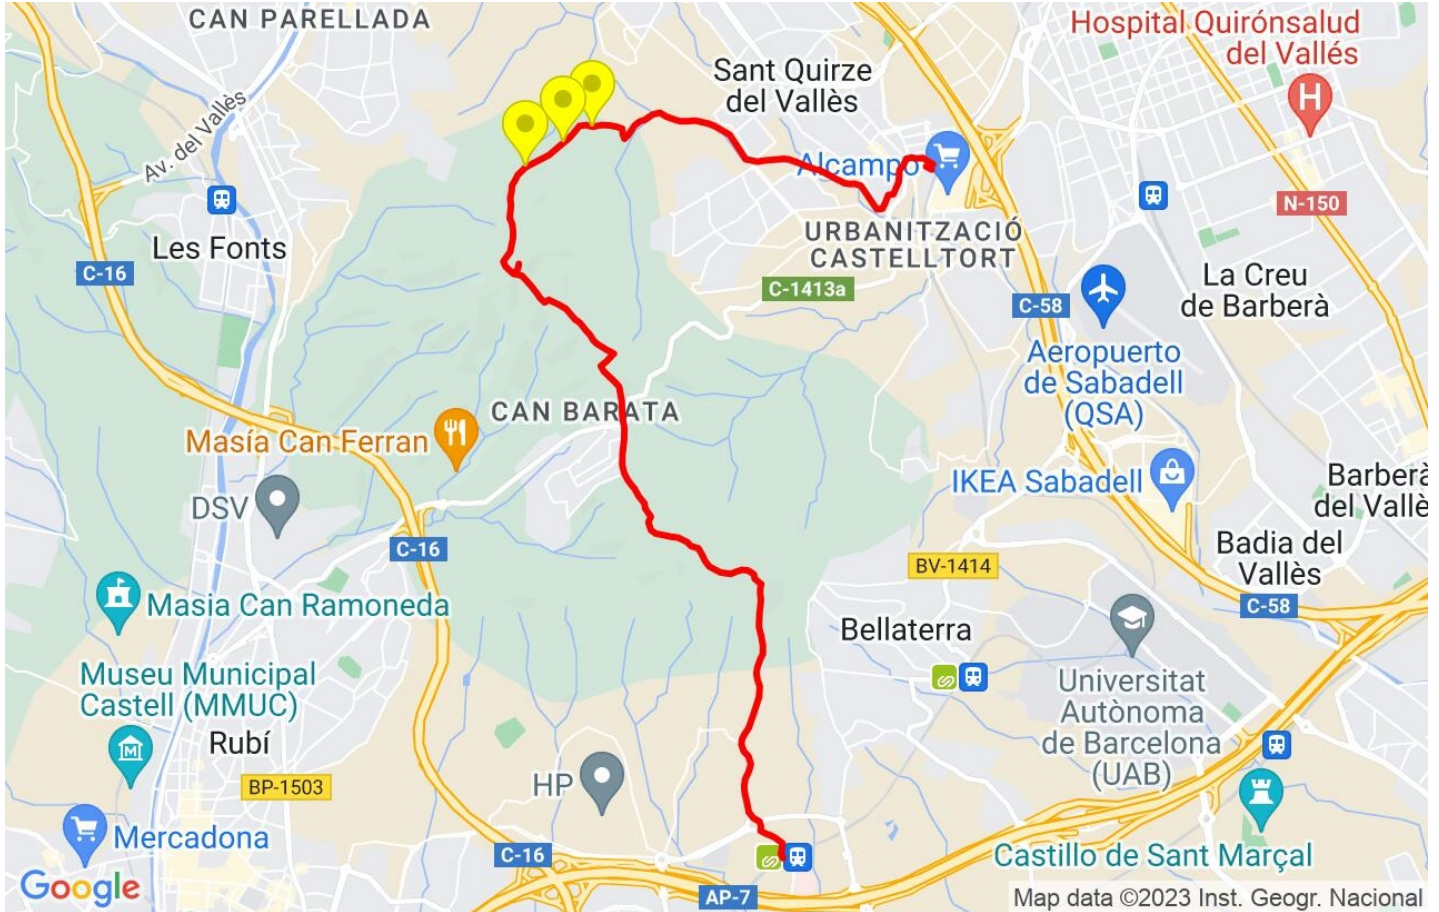 CAN PARELLADA
Hospital Quirónsalud
del Vallés
H
Sant Quirze
del Vallès
Av. del Vallès
Alcampo
N-150
Les Fonts
URBANITZACIÓ
CASTELLTORT
C-16
C-1413a
La Creu
de Barberà
C-58
Aeropuerto
de Sabadell
(QSA)
CAN BARATA
Masía Can Ferran
IKEA Sabadell
Barberà
del Vallè
DSV
C-16
Badia del
Vallès
BV-1414
C-58
Masia Can Ramoneda
Bellaterra
Museu Municipal
Castell (MMUC)
Universitat
Autònoma
de Barcelona
(UAB)
M
Rubí
HP
BP-1503
Mercadona
C-16
Castillo de Sant Marçal
Google
AP-7
Map data ©2023 Inst. Geogr. Nacional